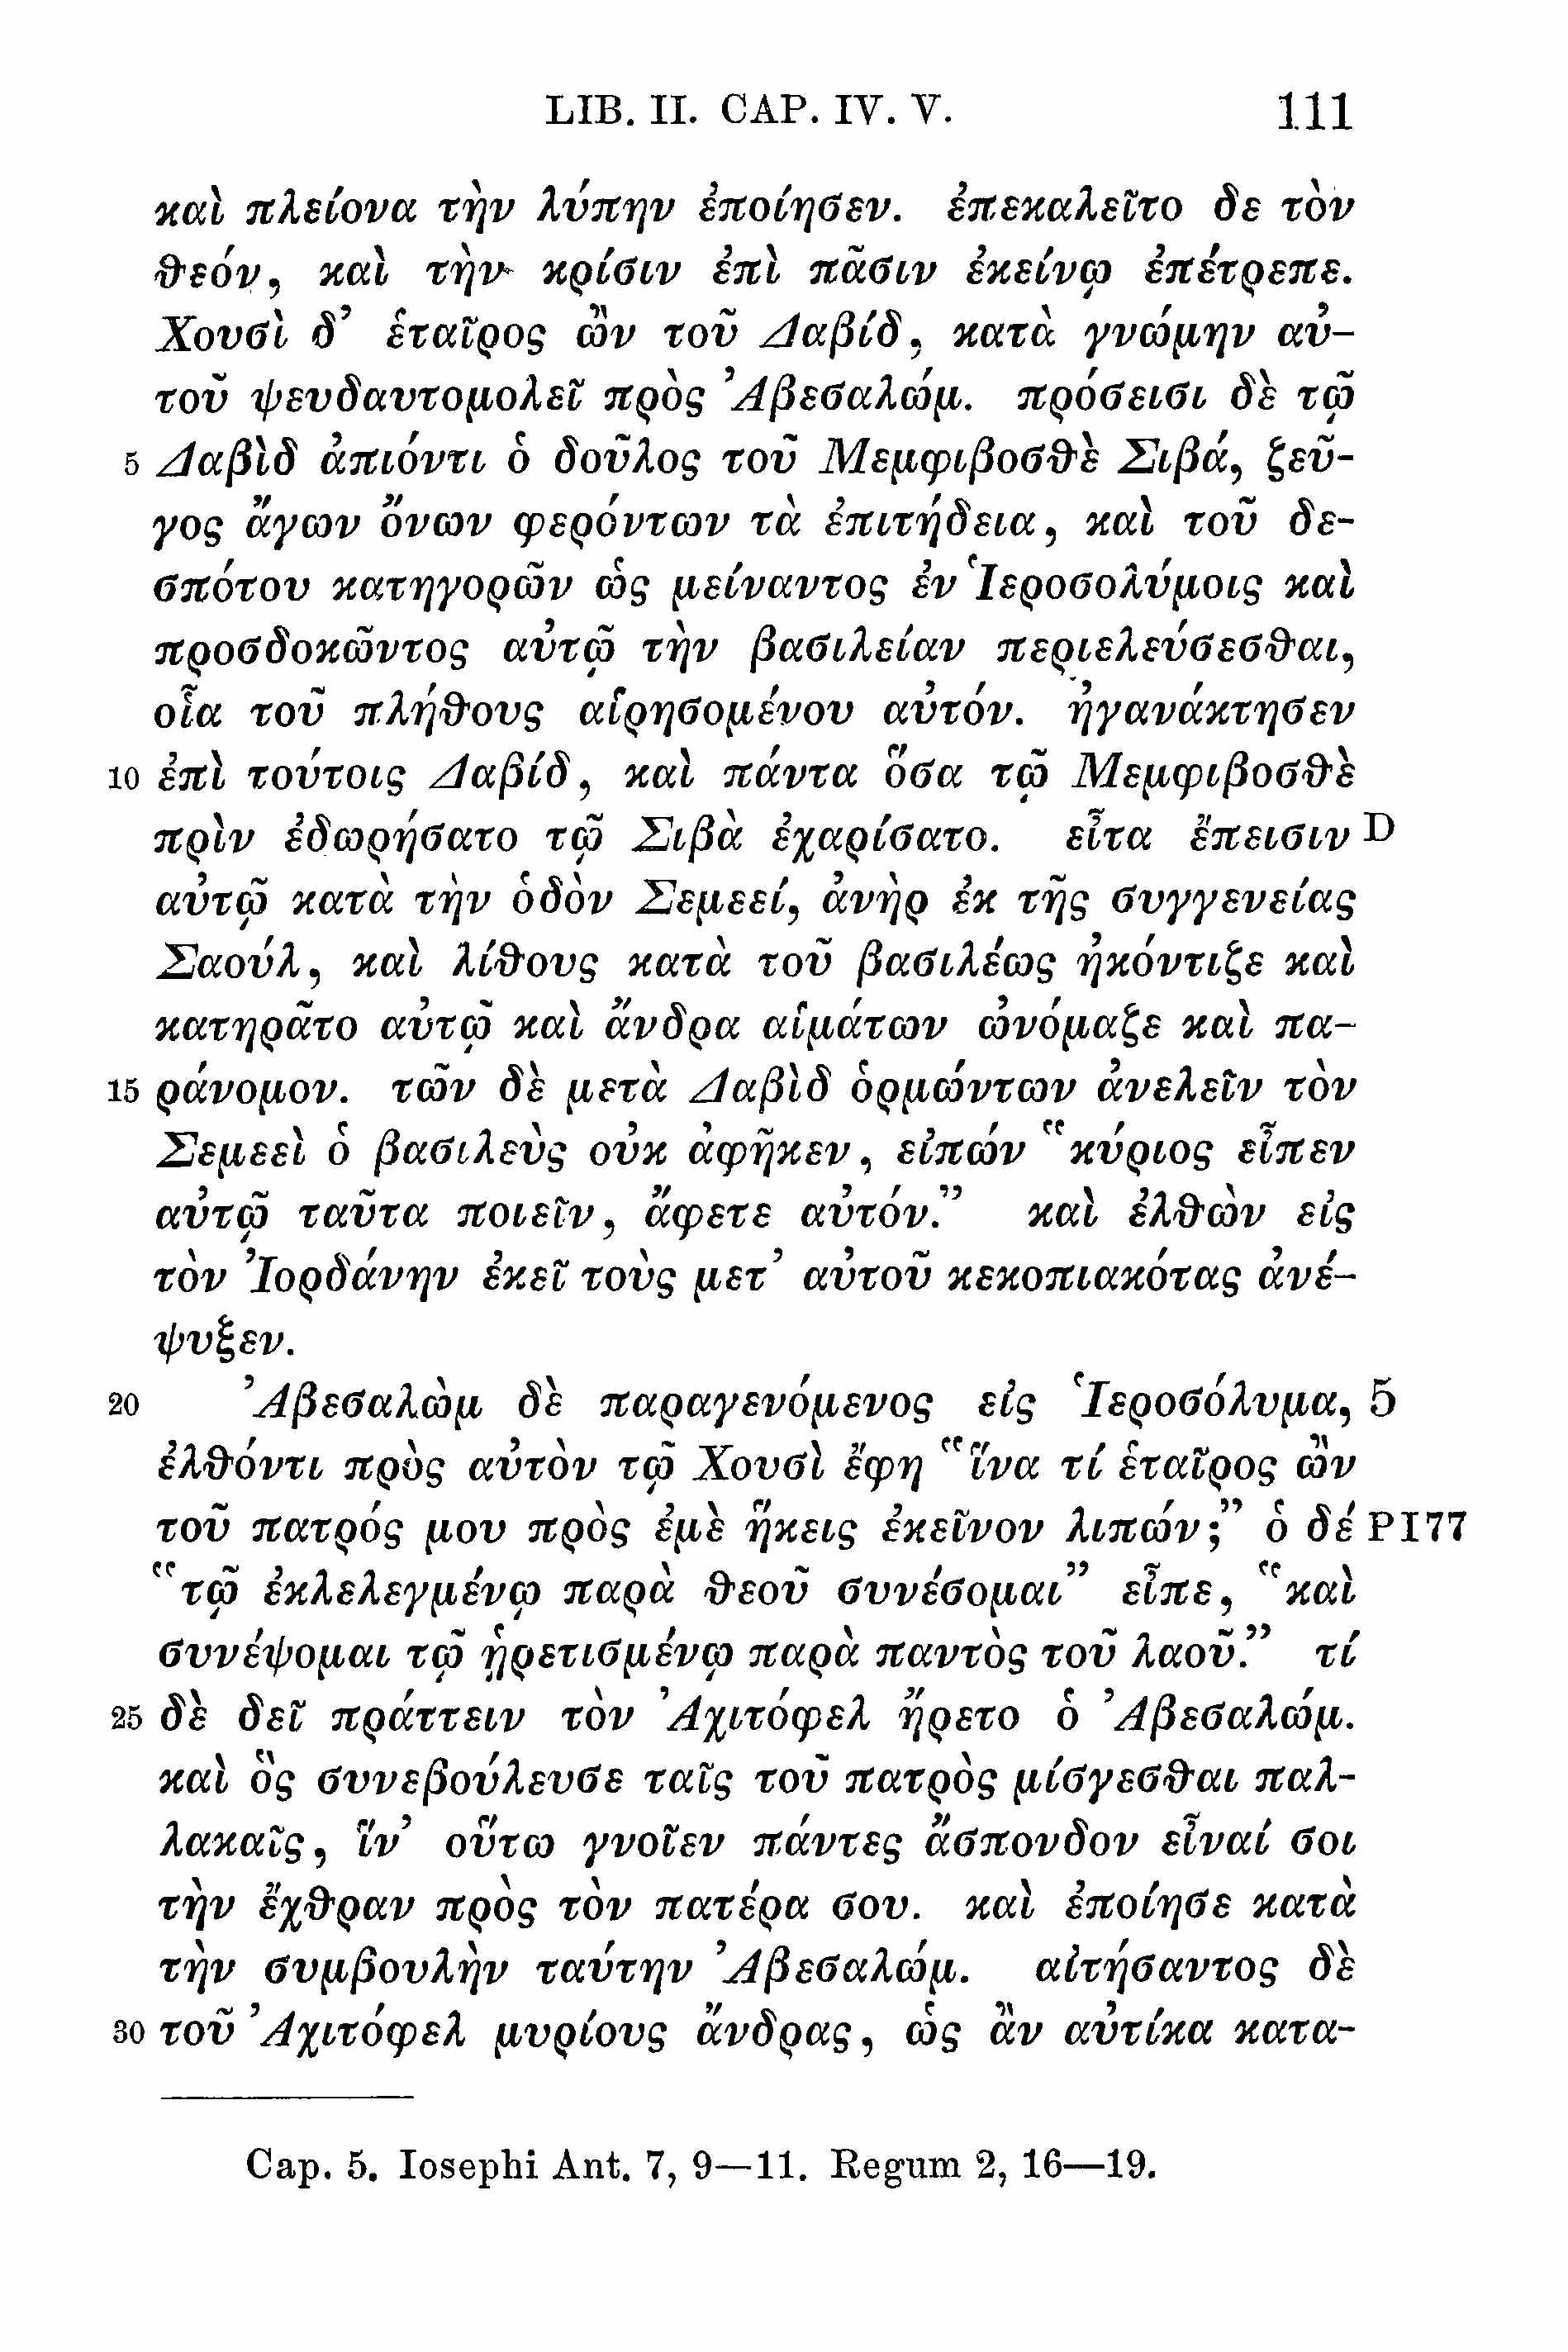 LIB. II. CAP. IV. V. 111
καὶ πλείονα τὴν λύπην ἐποίησεν. ἐπεκαλεῖτο δε τὸν
θεόν, καὶ τὴν κρίσιν ἐπὶ πᾶσιν ἐκείνῳ ἐπέτρεπε.
Χουσὶ δ’ ἑταῖρος ὢν τοῦ Δαβίδ, κατὰ γνώμην αὐ-
τοῦ ψευδαυτομολεῖ πρὸς Ἀβεσαλώμ. πρόσεισι δὲ τῷ
5 Δαβὶδ ἀπιόντι ὁ δοῦλος τοῦ Μεμφιβοσθὲ Σιβά, ζεῦ-
γος ἄγων ὄνων φερόντων τὰ ἐπιτήδεια, καὶ τοῦ δε-
σπότου κατηγορῶν ὡς μείναντος ἐν Ἱεροσολύμοις καὶ
προσδοκῶντος αὐτῷ τὴν βασιλείαν περιελεύσεσθαι,
οἷα τοῦ πλήθους αἱρησομένου αὐτόν. ἠγανάκτησεν
10 ἐπὶ τούτοις Δαβίδ, καὶ πάντα ὅσα τῷ Μεμφιβοσθὲ
πρὶν ἐδωρήσατο τῷ Σιβὰ ἐχαρίσατο. εἶτα ἔπεισιν D
αὐτῷ κατὰ τὴν ὁδὸν Σεμεεί, ἀνὴρ ἐκ τῆς συγγενείας
Σαούλ, καὶ λίθους κατὰ τοῦ βασιλέως ἠκόντιζε καὶ
κατηρᾶτο αὐτῷ καὶ ἄνδρα αἱμάτων ὠνόμαζε καὶ πα-
15 ράνομον. τῶν δὲ μετὰ Δαβὶδ ὁρμώντων ἀνελεῖν τὸν
Σεμεεὶ ὁ βασιλεὺς οὐκ ἀφῆκεν, εἰπών “κύριος εἶπεν
αὐτῷ ταῦτα ποιεῖν, ἄφετε αὐτόν.” καὶ ἐλθὼν εἰς
τὸν Ἰορδάνην ἐκεῖ τοὺς μετ’ αὐτοῦ κεκοπιακότας ἀνέ-
ψυξεν.
20 Ἀβεσαλὼμ δὲ παραγενόμενος εἰς Ἱεροσόλυμα, 5
ἐλθόντι πρὸς αὐτὸν τῷ Χουσὶ ἔφη “ἵνα τί ἑταῖρος ὢν
τοῦ πατρός μου πρὸς ἐμὲ ἥκεις ἐκεῖνον λιπών;” ὁ δέ P I 77
“τῷ ἐκλελεγμένῳ παρὰ θεοῦ συνέσομαι” εἶπε, “καὶ
συνέψομαι τῷ ᾑρετισμένῳ παρὰ παντὸς τοῦ λαοῦ.” τί
25 δὲ δεῖ πράττειν τὸν Ἀχιτόφελ ἤρετο ὁ Ἀβεσαλώμ.
καὶ ὃς συνεβούλευσε ταῖς τοῦ πατρὸς μίσγεσθαι παλ-
λακαῖς, ἵν’ οὕτω γνοῖεν πάντες ἄσπονδον εἶναί σοι
τὴν ἔχθραν πρὸς τὸν πατέρα σου. καὶ ἐποίησε κατὰ
τὴν συμβουλὴν ταύτην Ἀβεσαλώμ. αἰτήσαντος δὲ
30 τοῦ Ἀχιτόφελ μυρίους ἄνδρας, ὡς ἂν αὐτίκα κατα-
Cap. 5. Iosephi Ant. 7, 9—11. Regum 2, 16—19.